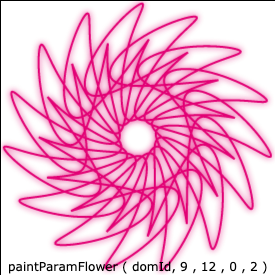 paintParamFlower ( domId, 9 , 12 , 0 , 2 )